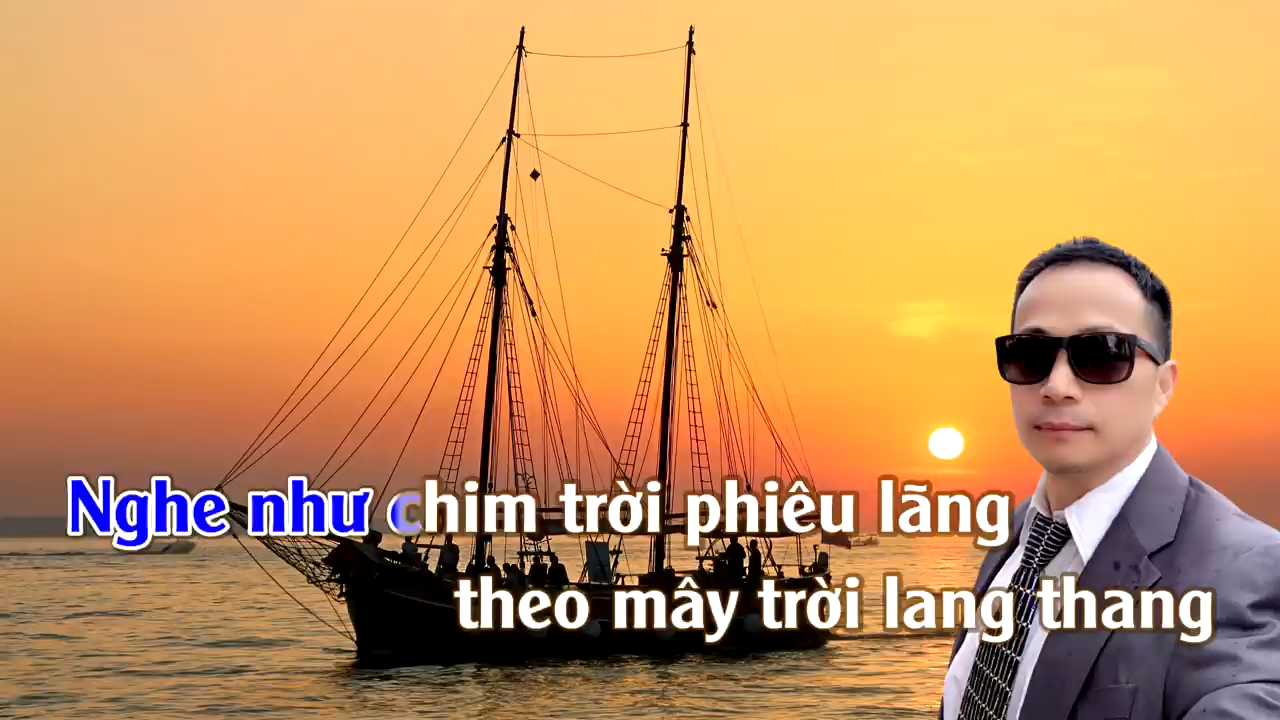 Nghe như chim trời phiêu lãng
theo mây trời lang thang